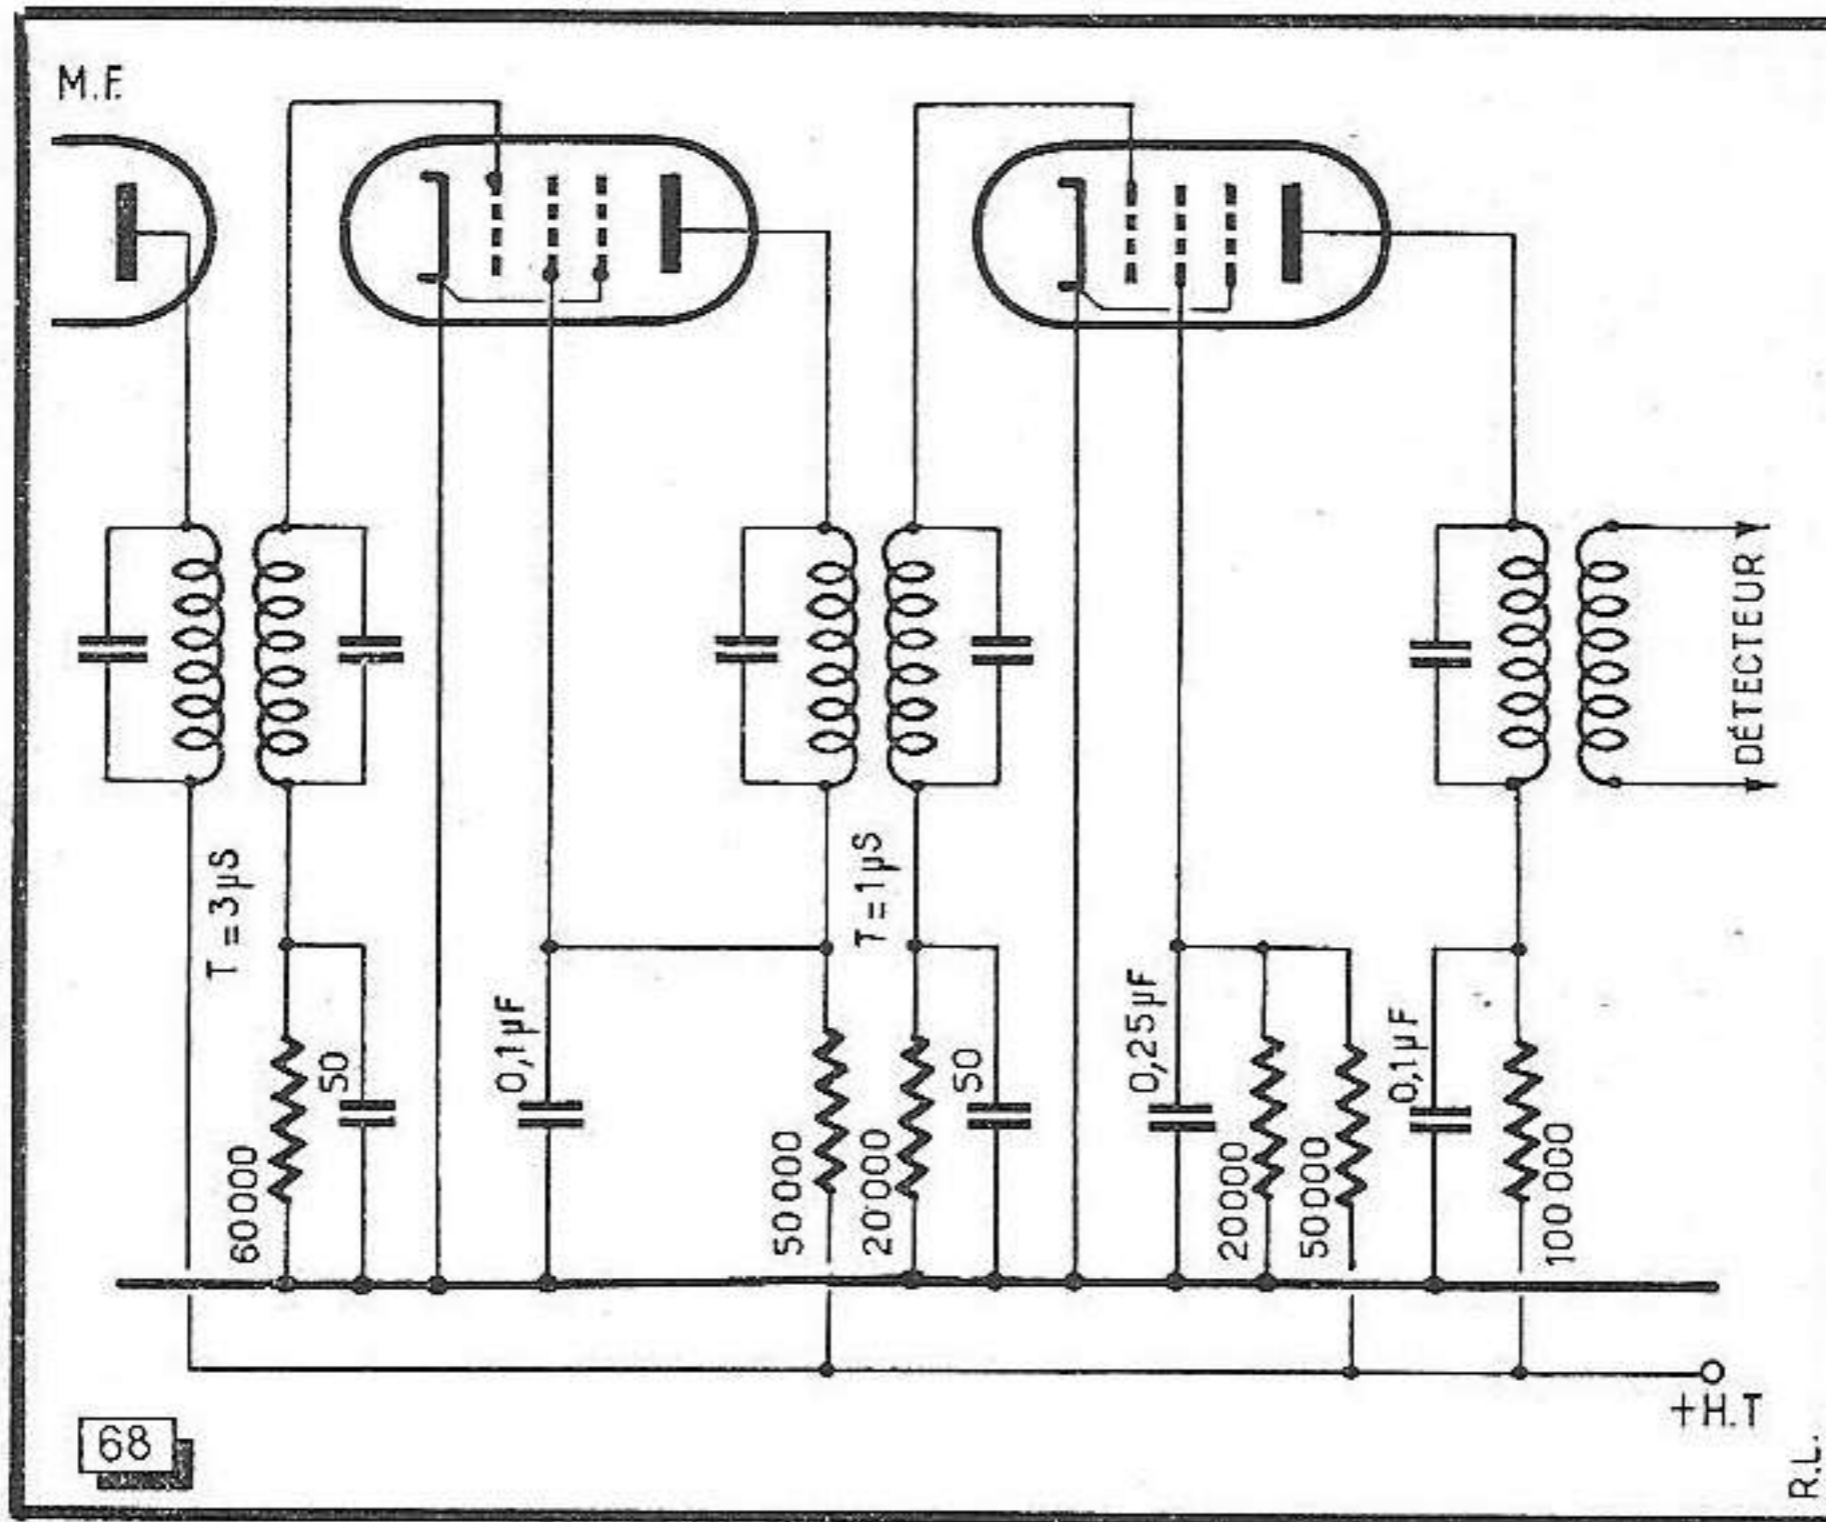 M.F.
T = 3µS
60000
50
0,1µF
50000
T = 1µS
20000
50
0,25µF
20000
50000
0,1µF
100000
DÉTECTEUR
+H.T
68
R.L.